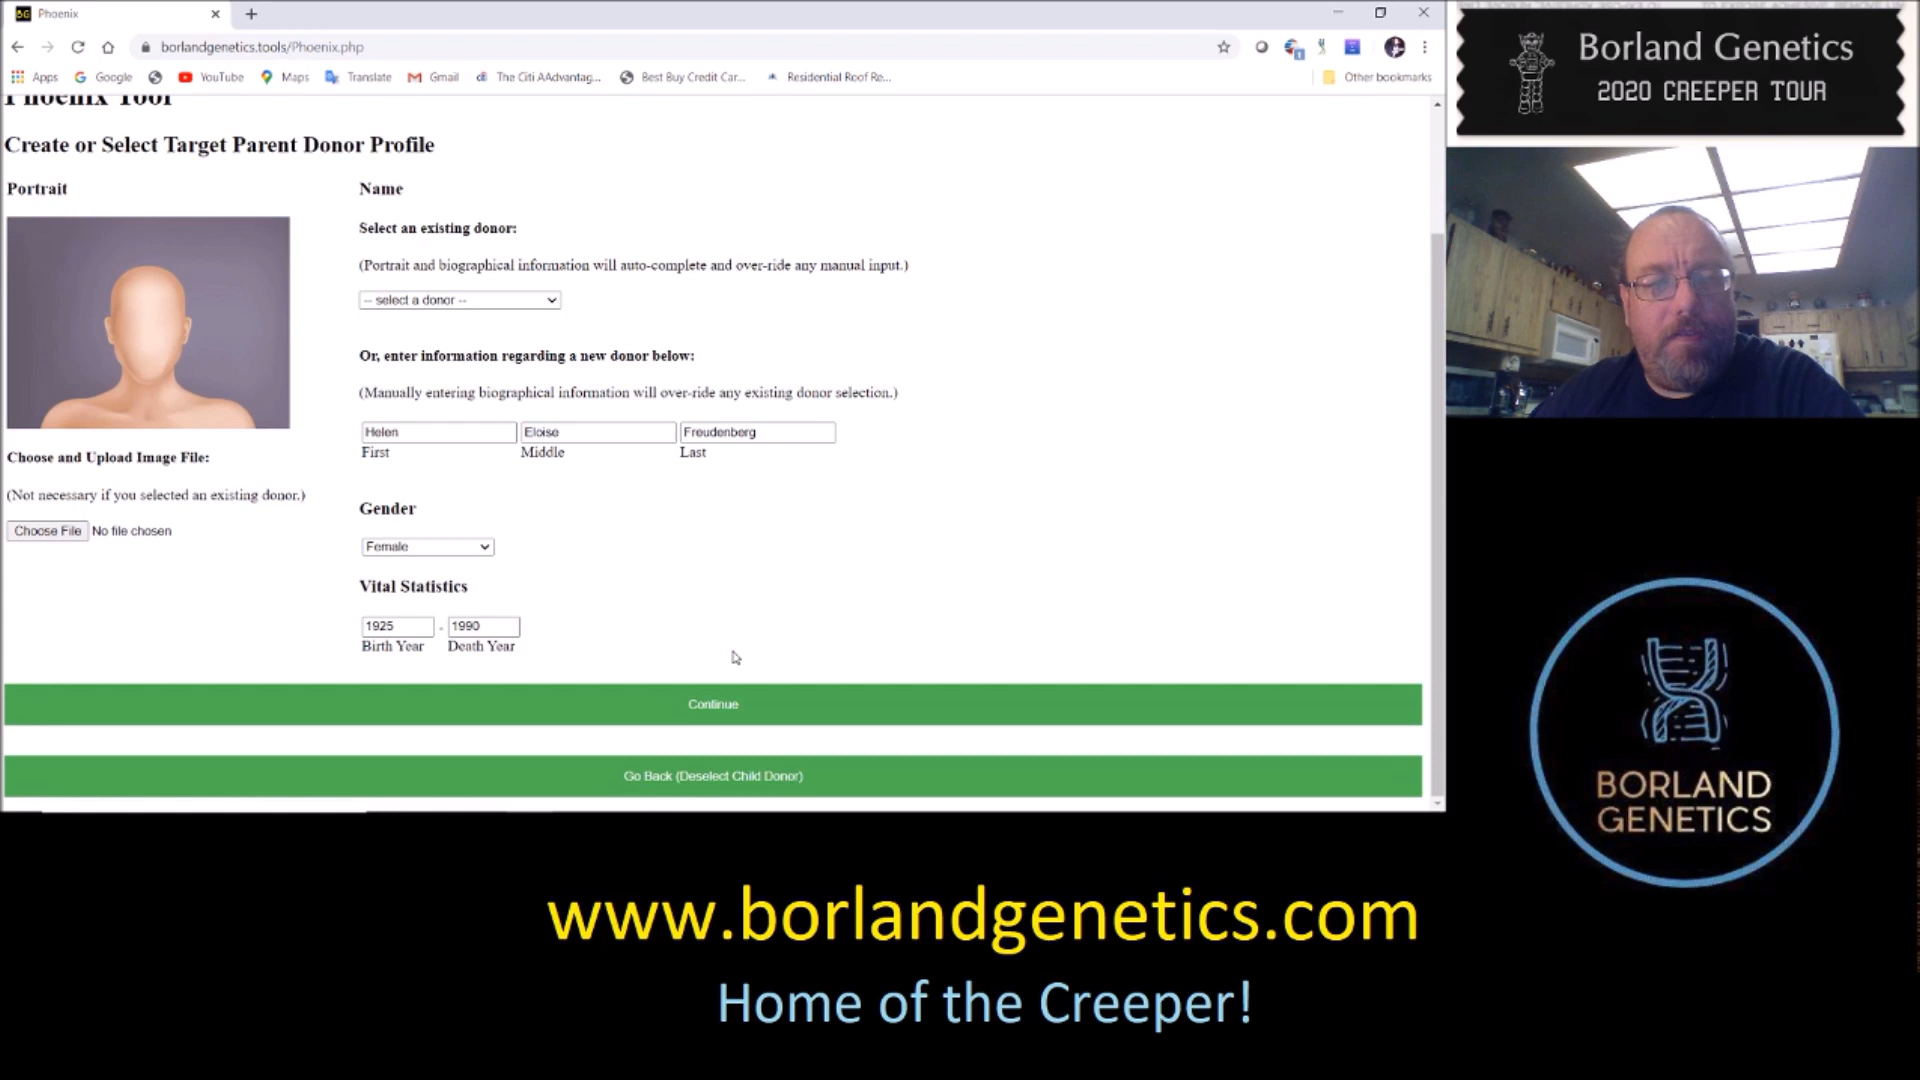 Phoenix
borlandgenetics.tools/Phoenix.php
Apps Google YouTube Maps Translate Gmail The Citi AAdvantag... Best Buy Credit Car... Residential Roof Re... Other bookmarks
Phoenix Tool
Create or Select Target Parent Donor Profile
Portrait
Choose and Upload Image File:
(Not necessary if you selected an existing donor.)
Choose File No file chosen
Name
Select an existing donor:
(Portrait and biographical information will auto-complete and over-ride any manual input.)
-- select a donor --
Or, enter information regarding a new donor below:
(Manually entering biographical information will over-ride any existing donor selection.)
Helen Eloise Freudenberg
First Middle Last
Gender
Female
Vital Statistics
1925 - 1990
Birth Year Death Year
Continue
Go Back (Deselect Child Donor)
Borland Genetics
2020 CREEPER TOUR
BORLAND
GENETICS
www.borlandgenetics.com
Home of the Creeper!